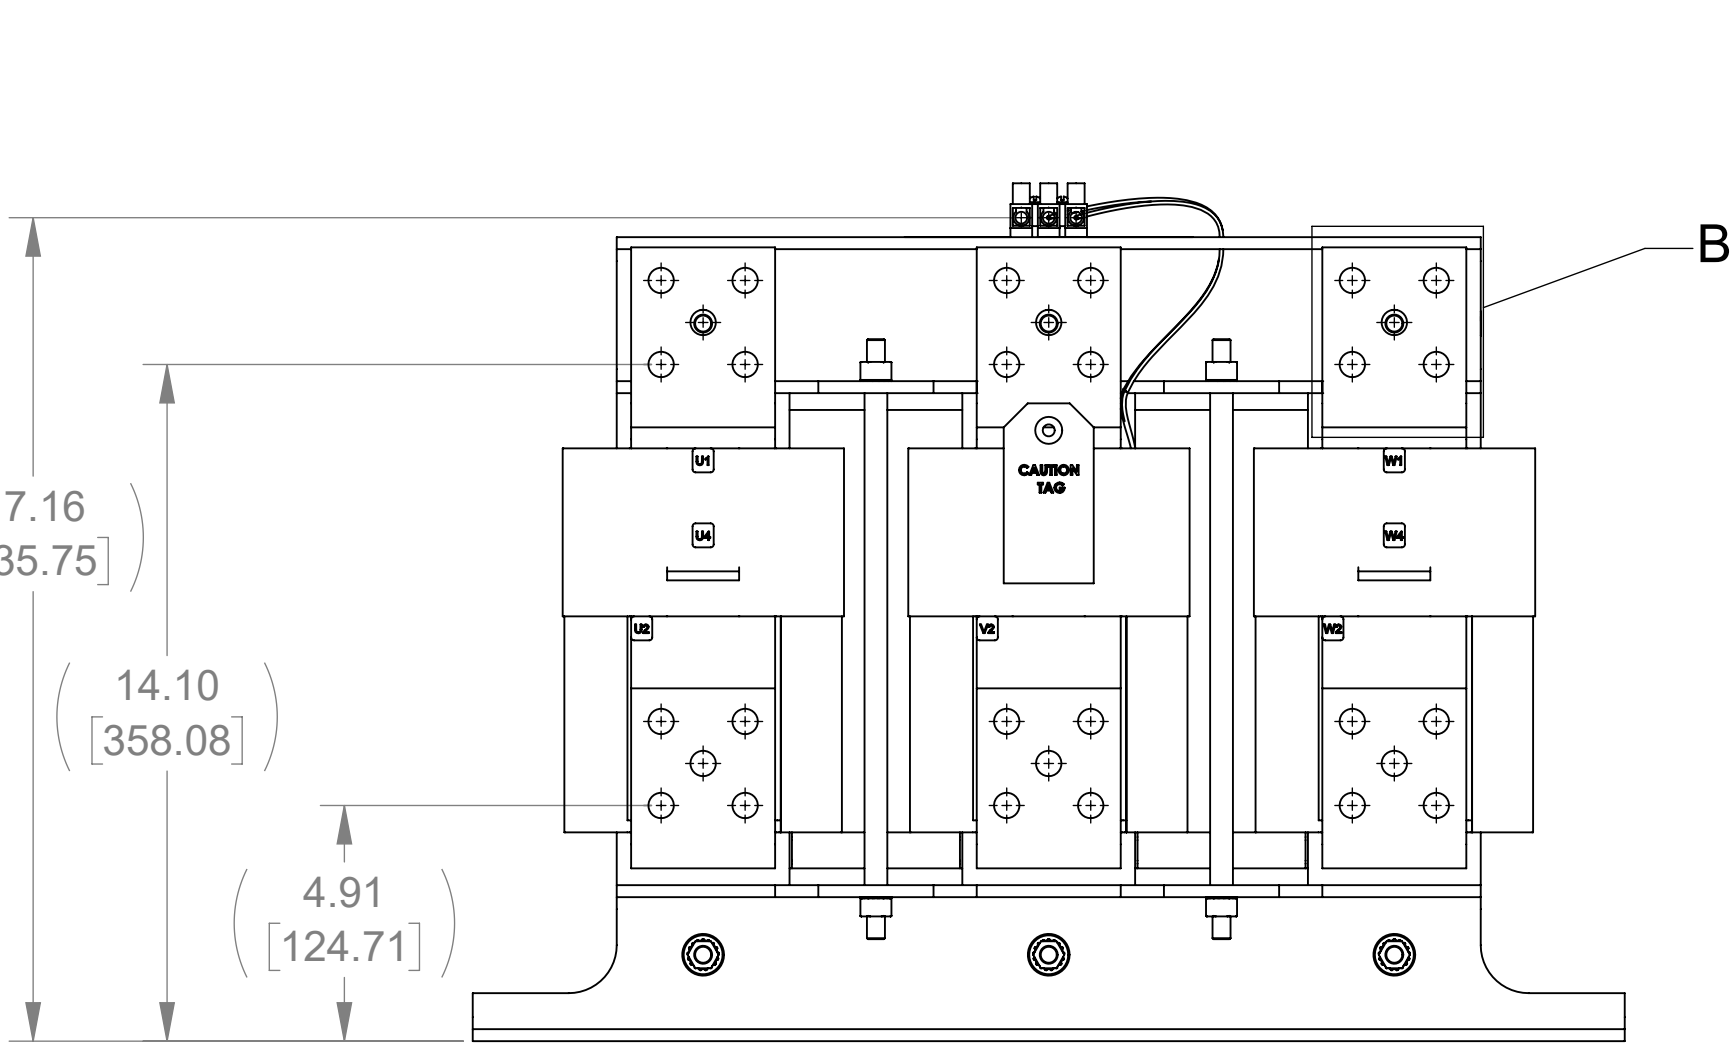 B
7.16
35.75]
14.10
[358.08]
4.91
[124.71]
U1
CAUTION
TAG
W1
U4
W4
U2
V2
W2